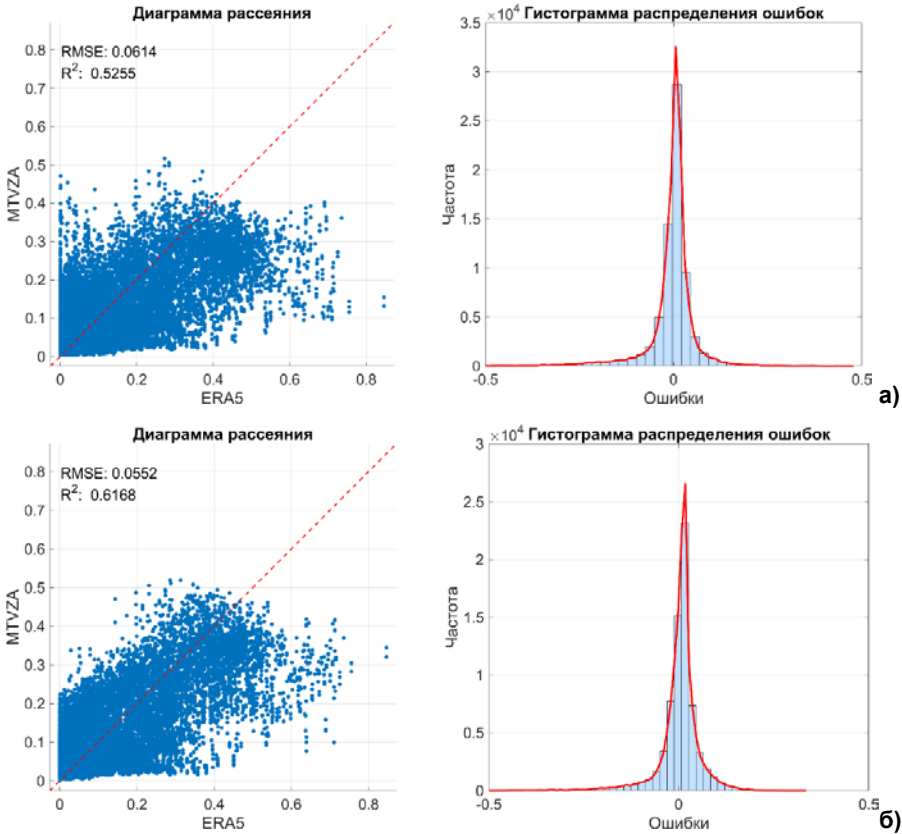 Диаграмма рассеяния
RMSE: 0.0614
R²: 0.5255
0.8
0.7
0.6
0.5
0.4
0.3
0.2
0.1
0
MTVZA
0 0.2 0.4 0.6 0.8
ERA5
×10⁴ Гистограмма распределения ошибок
3.5
3
2.5
2
1.5
1
0.5
0
Частота
-0.5 0 0.5
Ошибки
а)
Диаграмма рассеяния
RMSE: 0.0552
R²: 0.6168
0.8
0.7
0.6
0.5
0.4
0.3
0.2
0.1
0
MTVZA
0 0.2 0.4 0.6 0.8
ERA5
×10⁴ Гистограмма распределения ошибок
3
2.5
2
1.5
1
0.5
0
Частота
-0.5 0 0.5
Ошибки
б)